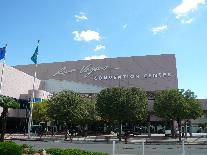 Las Vegas
CONVENTION CENTER